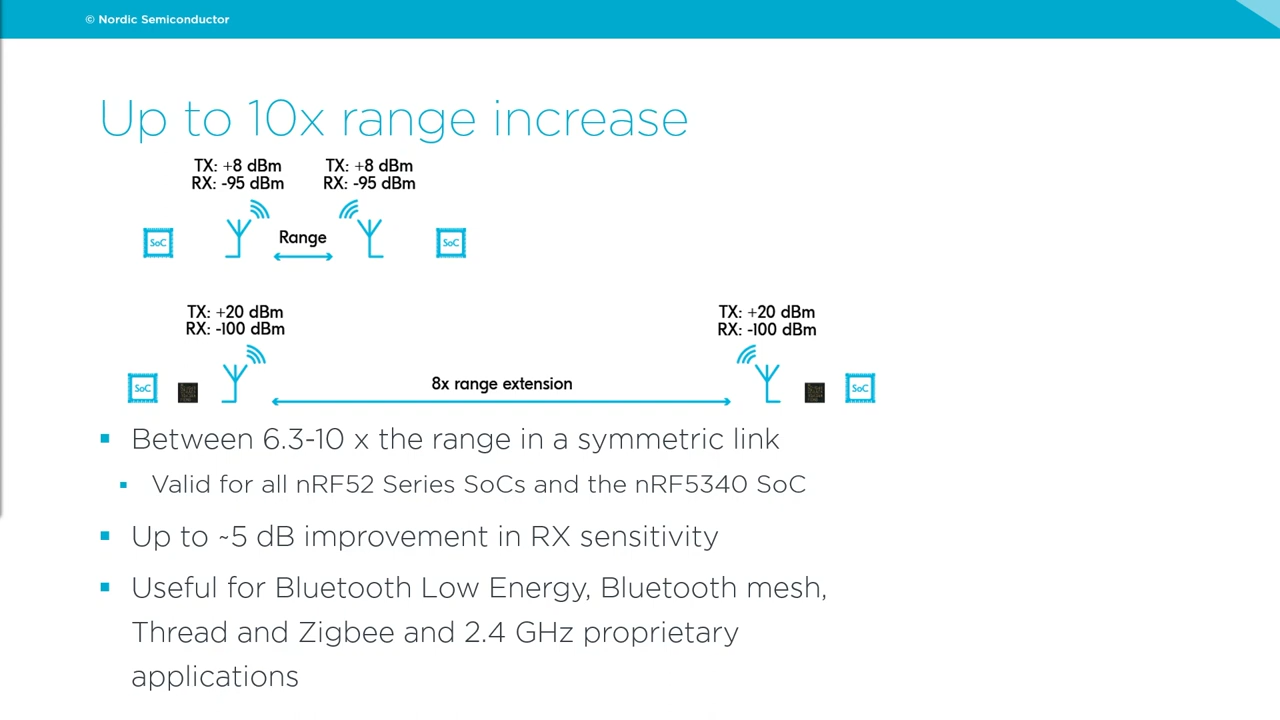 © Nordic Semiconductor
Up to 10x range increase
TX: +8 dBm
RX: -95 dBm
TX: +8 dBm
RX: -95 dBm
SoC
Range
SoC
TX: +20 dBm
RX: -100 dBm
TX: +20 dBm
RX: -100 dBm
SoC
8x range extension
SoC
▪ Between 6.3-10 x the range in a symmetric link
▪ Valid for all nRF52 Series SoCs and the nRF5340 SoC
▪ Up to ~5 dB improvement in RX sensitivity
▪ Useful for Bluetooth Low Energy, Bluetooth mesh,
Thread and Zigbee and 2.4 GHz proprietary
applications